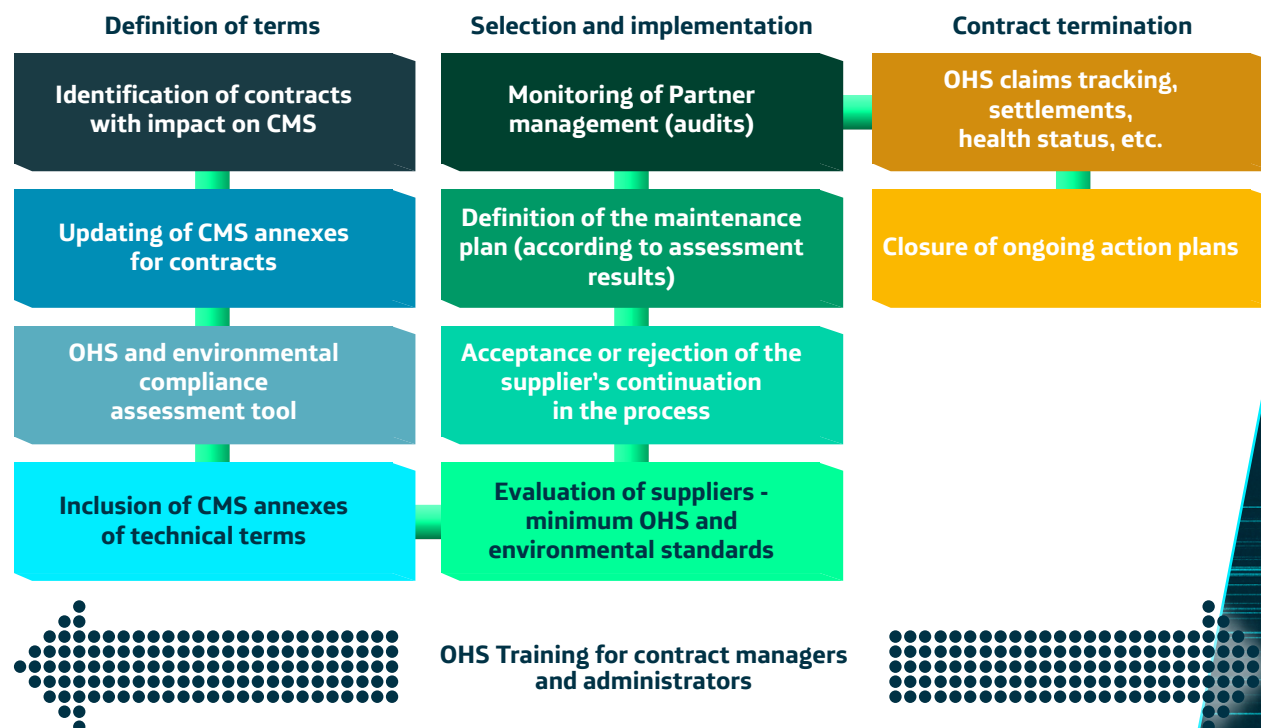 Definition of terms
Identification of contracts
with impact on CMS
Updating of CMS annexes
for contracts
OHS and environmental
compliance
assessment tool
Inclusion of CMS annexes
of technical terms
Selection and implementation
Monitoring of Partner
management (audits)
Definition of the maintenance
plan (according to assessment
results)
Acceptance or rejection of the
supplier’s continuation
in the process
Evaluation of suppliers -
minimum OHS and
environmental standards
Contract termination
OHS claims tracking,
settlements,
health status, etc.
Closure of ongoing action plans
OHS Training for contract managers
and administrators